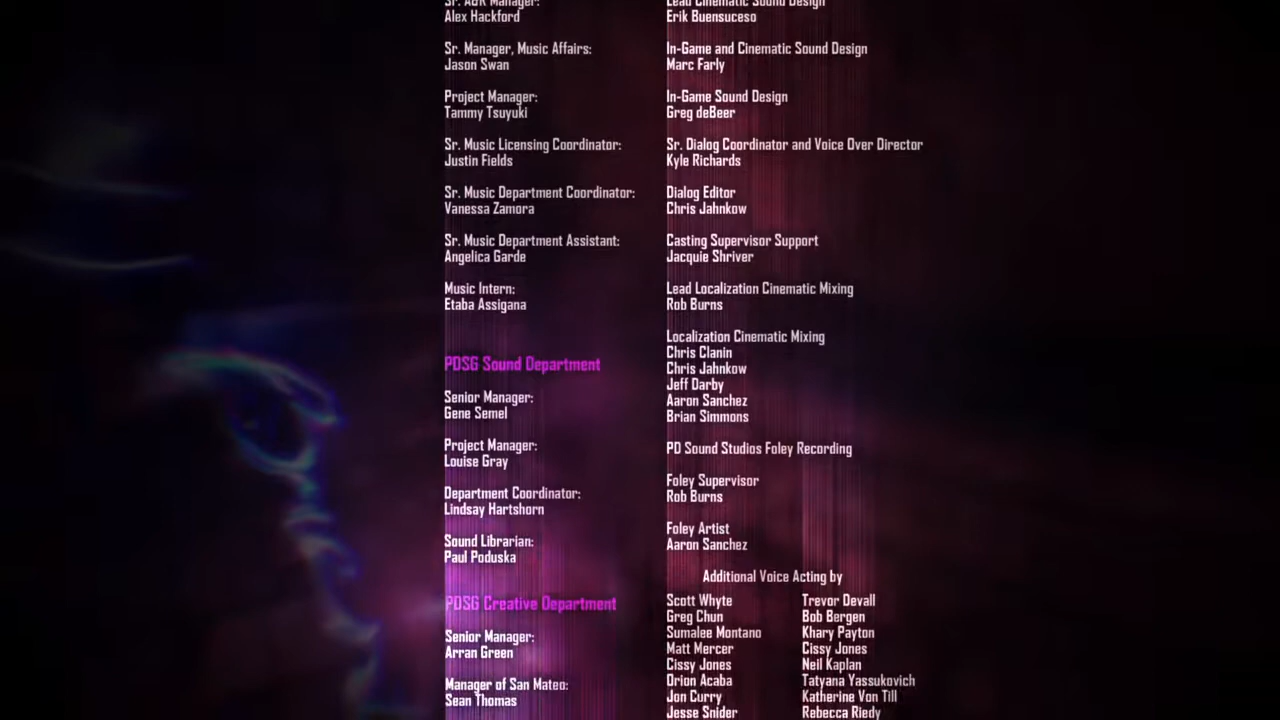 Sr. A&R Manager:
Alex Hackford
Sr. Manager, Music Affairs:
Jason Swan
Project Manager:
Tammy Tsuyuki
Sr. Music Licensing Coordinator:
Justin Fields
Sr. Music Department Coordinator:
Vanessa Zamora
Sr. Music Department Assistant:
Angelica Garde
Music Intern:
Etaba Assigana
PDSG Sound Department
Senior Manager:
Gene Semel
Project Manager:
Louise Gray
Department Coordinator:
Lindsay Hartshorn
Sound Librarian:
Paul Poduska
PDSG Creative Department
Senior Manager:
Arran Green
Manager of San Mateo:
Sean Thomas
Lead Cinematic Sound Design
Erik Buensuceso
In-Game and Cinematic Sound Design
Marc Farly
In-Game Sound Design
Greg deBeer
Sr. Dialog Coordinator and Voice Over Director
Kyle Richards
Dialog Editor
Chris Jahnkow
Casting Supervisor Support
Jacquie Shriver
Lead Localization Cinematic Mixing
Rob Burns
Localization Cinematic Mixing
Chris Clanin
Chris Jahnkow
Jeff Darby
Aaron Sanchez
Brian Simmons
PD Sound Studios Foley Recording
Foley Supervisor
Rob Burns
Foley Artist
Aaron Sanchez
Additional Voice Acting by
Scott Whyte
Greg Chun
Sumalee Montano
Matt Mercer
Cissy Jones
Orion Acaba
Jon Curry
Jesse Snider
Trevor Devall
Bob Bergen
Khary Payton
Cissy Jones
Neil Kaplan
Tatyana Yassukovich
Katherine Von Till
Rebecca Riedy